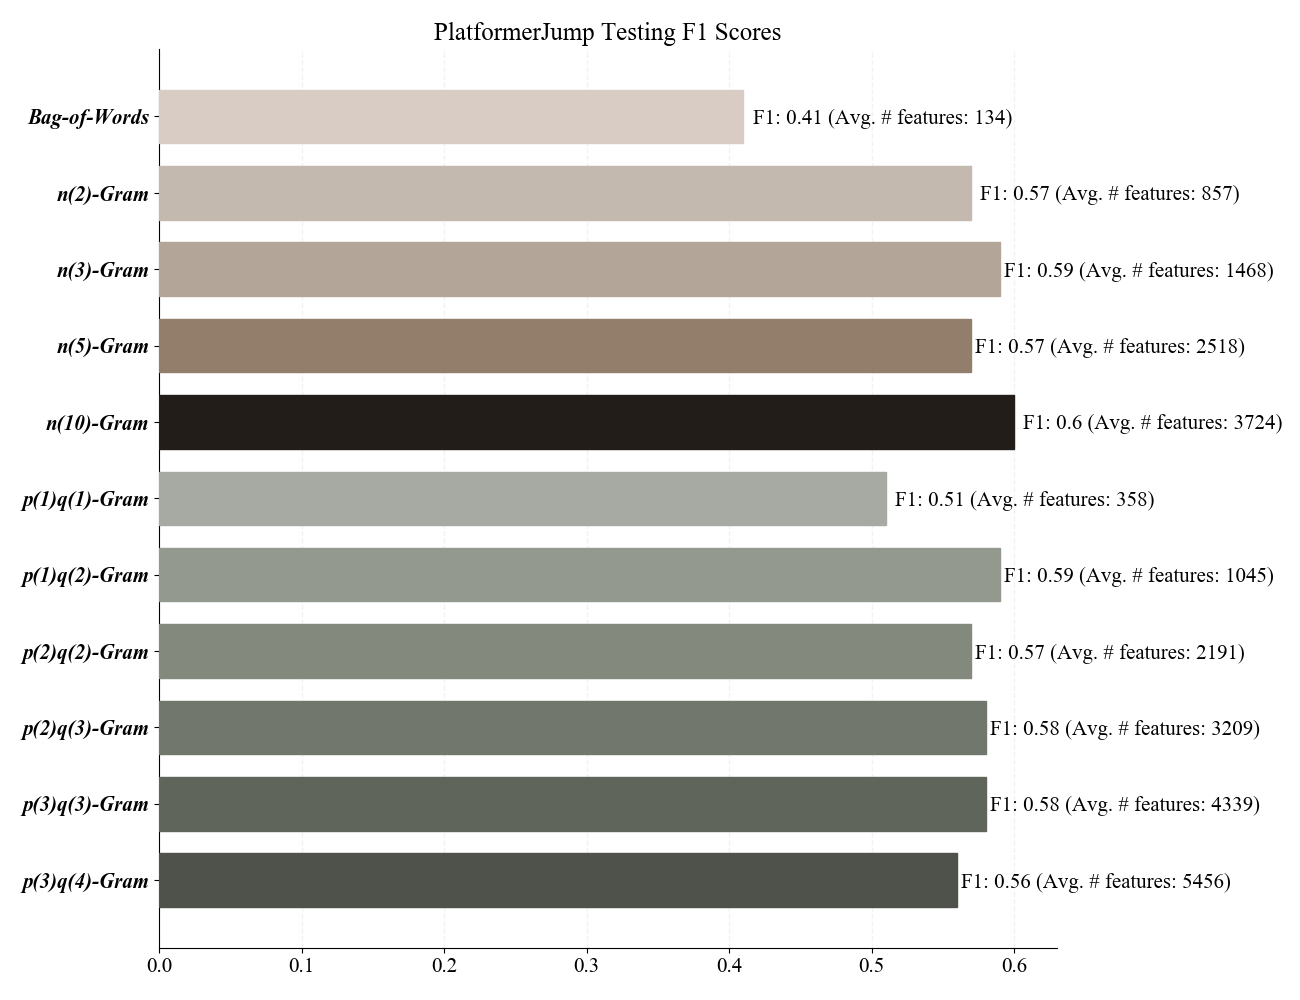 PlatformerJump Testing F1 Scores
Bag-of-Words F1: 0.41 (Avg. # features: 134)
n(2)-Gram F1: 0.57 (Avg. # features: 857)
n(3)-Gram F1: 0.59 (Avg. # features: 1468)
n(5)-Gram F1: 0.57 (Avg. # features: 2518)
n(10)-Gram F1: 0.6 (Avg. # features: 3724)
p(1)q(1)-Gram F1: 0.51 (Avg. # features: 358)
p(1)q(2)-Gram F1: 0.59 (Avg. # features: 1045)
p(2)q(2)-Gram F1: 0.57 (Avg. # features: 2191)
p(2)q(3)-Gram F1: 0.58 (Avg. # features: 3209)
p(3)q(3)-Gram F1: 0.58 (Avg. # features: 4339)
p(3)q(4)-Gram F1: 0.56 (Avg. # features: 5456)
0.0 0.1 0.2 0.3 0.4 0.5 0.6